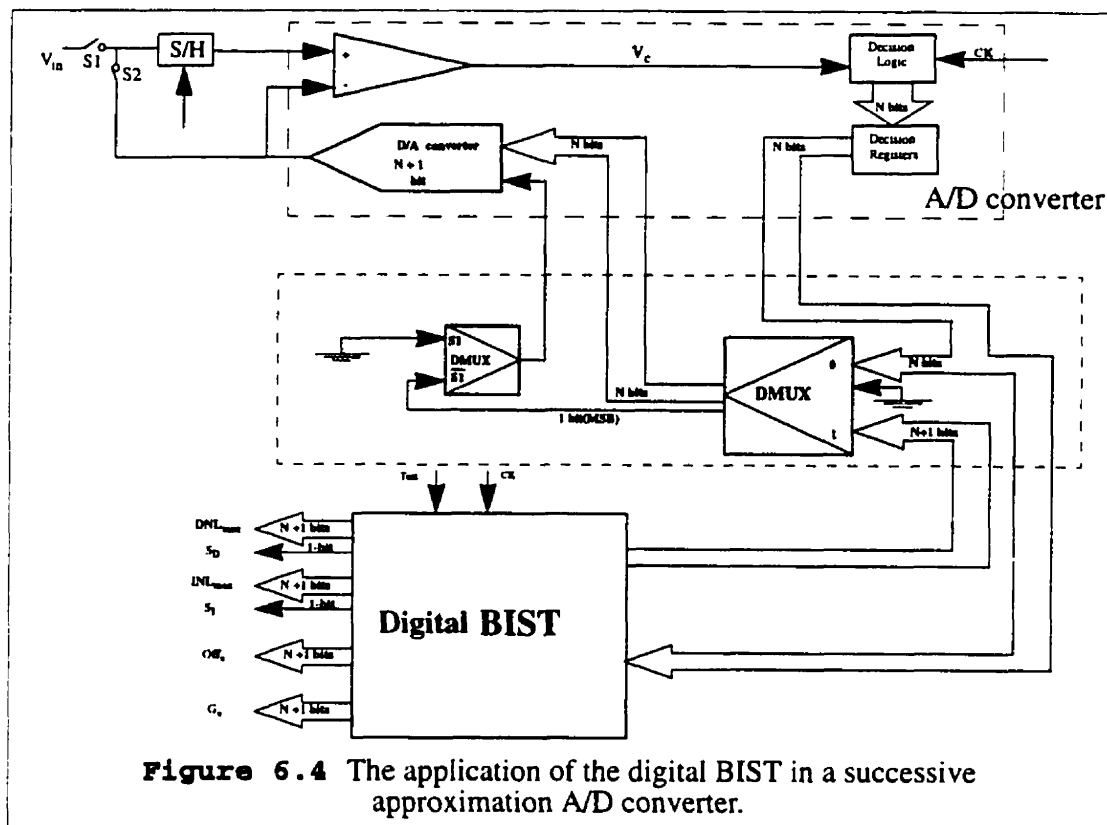 V_in
S1
S2
S/H
+
-
V_c
Decision
Logic
CK
N bits
Decision
Registers
D/A converter
N + 1
bit
N bits
N bits
A/D converter
S1
DMUX
S1
1 bit(MSB)
N bits
DMUX
0
1
N bits
N+1 bits
Test
CK
DNL_max
N +1 bits
S_D
1-bit
INL_max
N +1 bits
S_I
1-bit
Off_e
N +1 bits
G_e
N +1 bits
Digital BIST
Figure 6.4 The application of the digital BIST in a successive
approximation A/D converter.